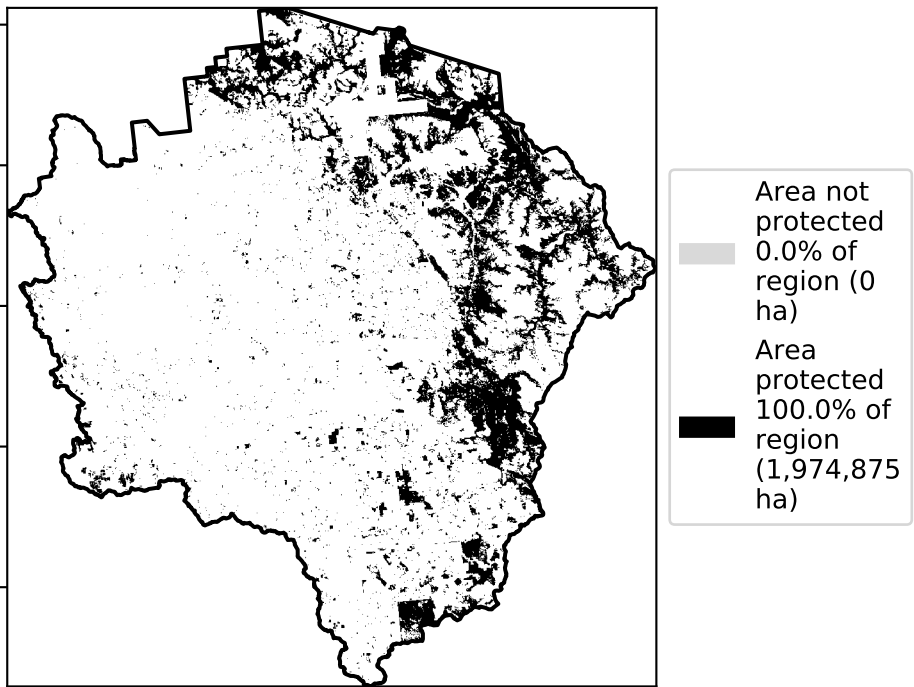 Area not
protected
0.0% of
region (0
ha)
Area
protected
100.0% of
region
(1,974,875
ha)